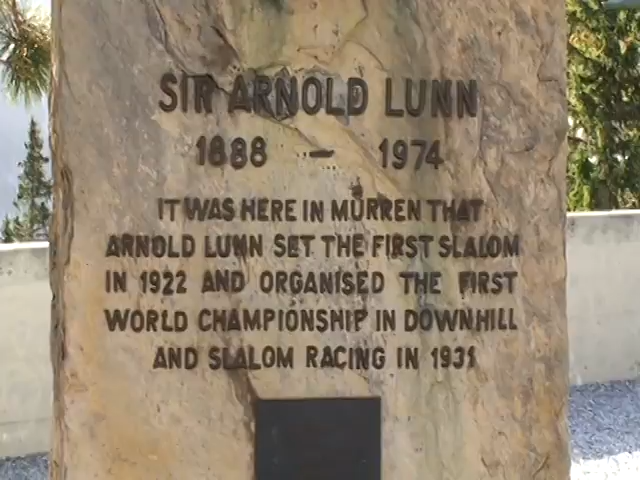 SIR ARNOLD LUNN
1888 – 1974
IT WAS HERE IN MÜRREN THAT
ARNOLD LUNN SET THE FIRST SLALOM
IN 1922 AND ORGANISED THE FIRST
WORLD CHAMPIONSHIP IN DOWNHILL
AND SLALOM RACING IN 1931